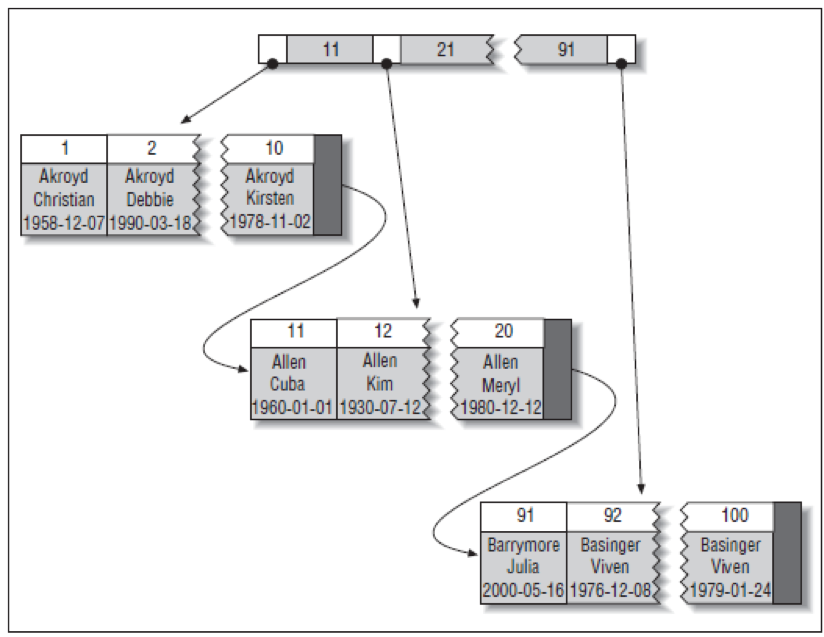 11 21 91
1 2 10
Akroyd Akroyd Akroyd
Christian Debbie Kirsten
1958-12-07 1990-03-18 1978-11-02
11 12 20
Allen Allen Allen
Cuba Kim Meryl
1960-01-01 1930-07-12 1980-12-12
91 92 100
Barrymore Basinger Basinger
Julia Viven Viven
2000-05-16 1976-12-08 1979-01-24